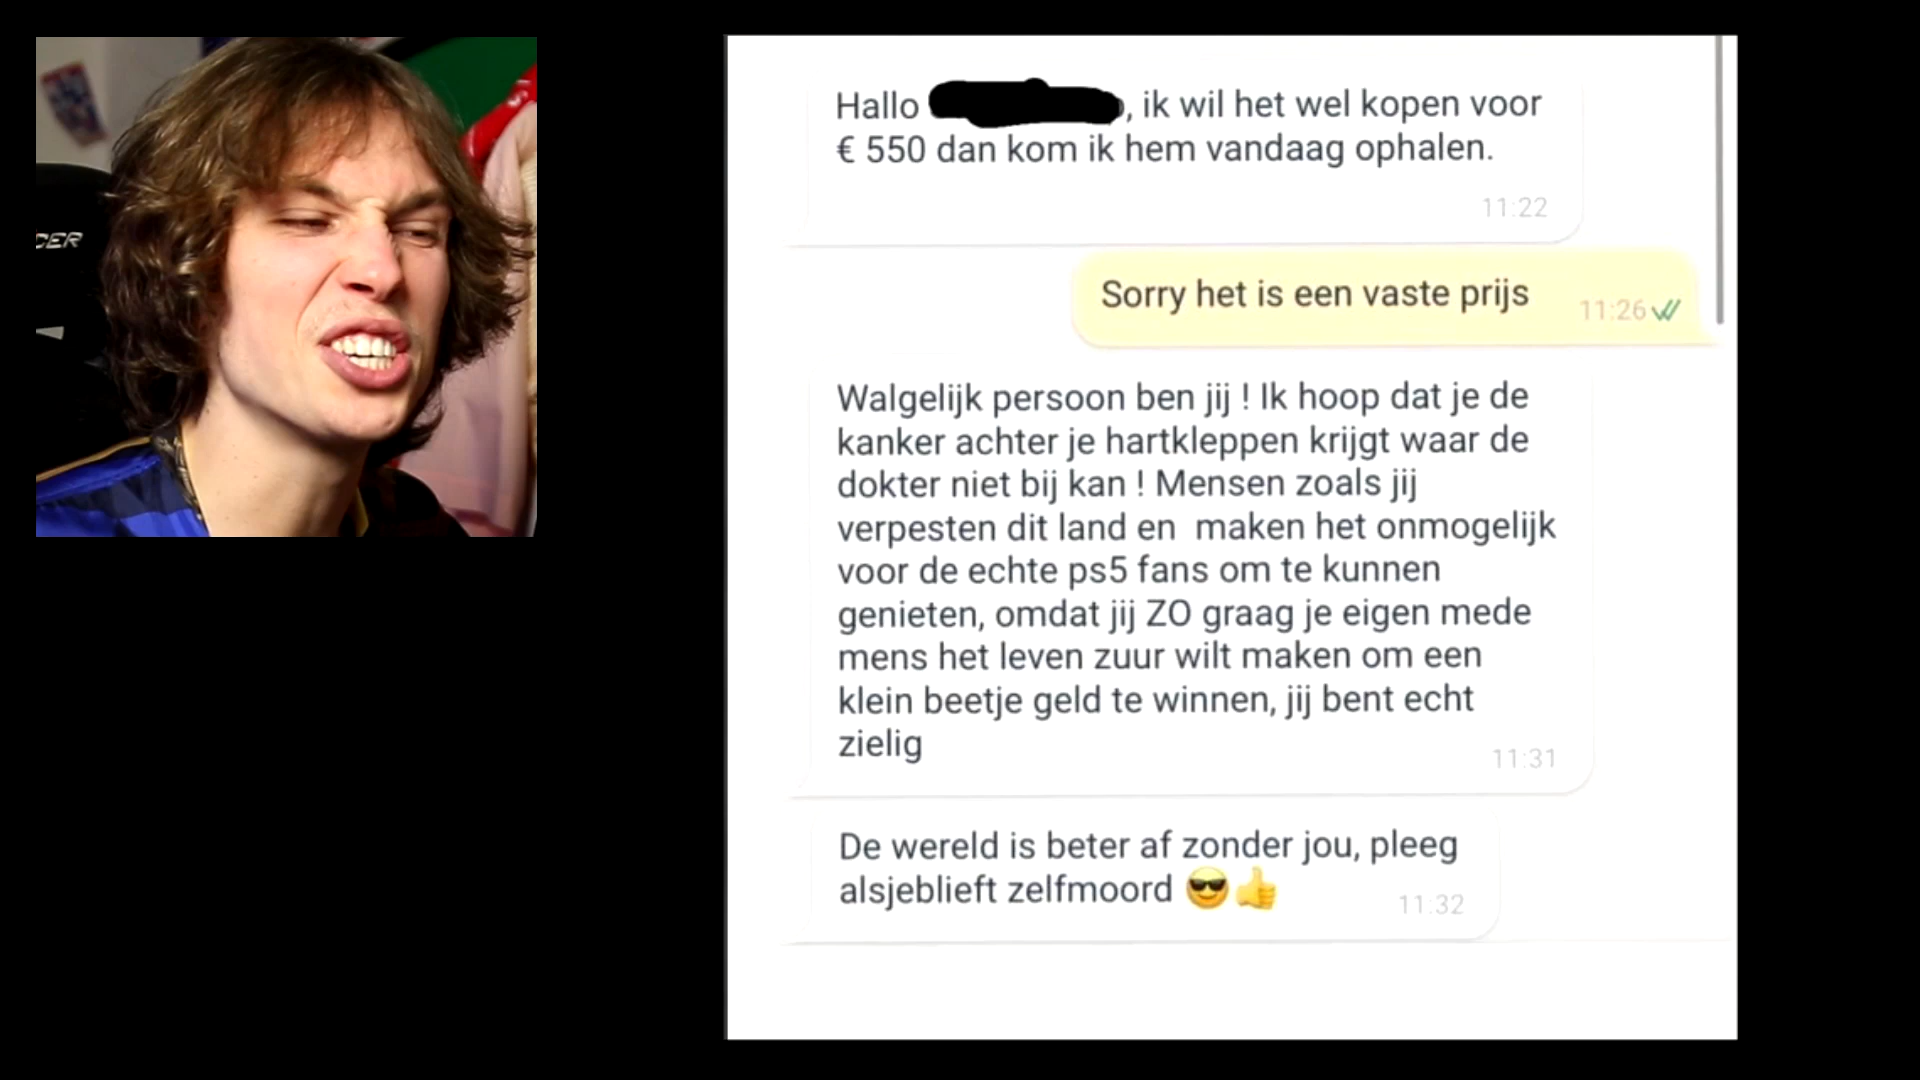 CER
Hallo , ik wil het wel kopen voor
€ 550 dan kom ik hem vandaag ophalen.
11:22
Sorry het is een vaste prijs
11:26
Walgelijk persoon ben jij ! Ik hoop dat je de
kanker achter je hartkleppen krijgt waar de
dokter niet bij kan ! Mensen zoals jij
verpesten dit land en  maken het onmogelijk
voor de echte ps5 fans om te kunnen
genieten, omdat jij ZO graag je eigen mede
mens het leven zuur wilt maken om een
klein beetje geld te winnen, jij bent echt
zielig
11:31
De wereld is beter af zonder jou, pleeg
alsjeblieft zelfmoord 😎👍
11:32